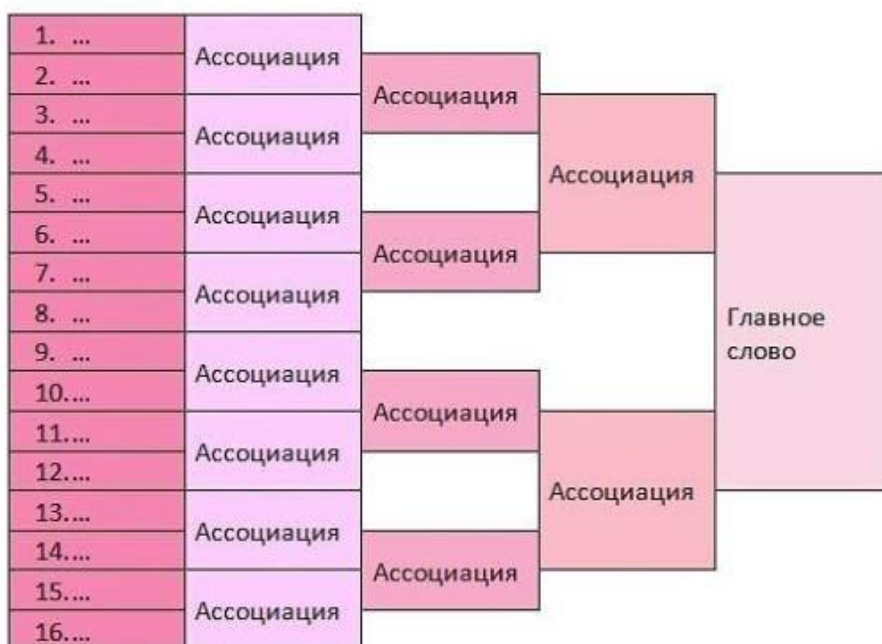 1. ...
2. ...
3. ...
4. ...
5. ...
6. ...
7. ...
8. ...
9. ...
10....
11....
12....
13....
14....
15....
16....
Ассоциация
Ассоциация
Ассоциация
Ассоциация
Ассоциация
Ассоциация
Ассоциация
Ассоциация
Ассоциация
Ассоциация
Ассоциация
Ассоциация
Ассоциация
Ассоциация
Главное
слово